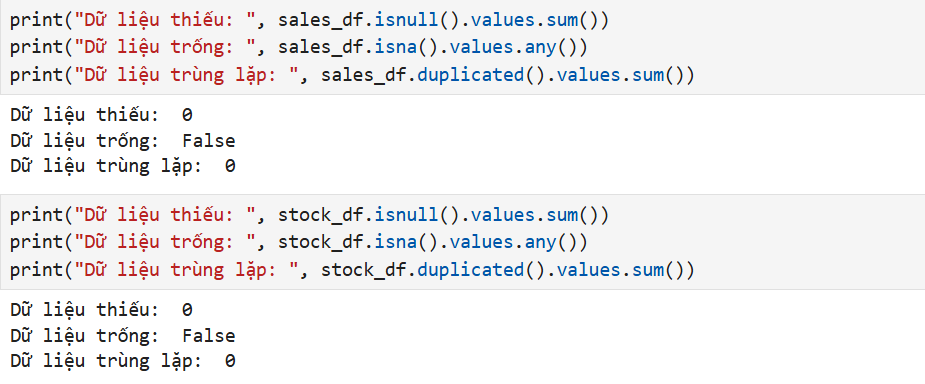 print("Dữ liệu thiếu: ", sales_df.isnull().values.sum())
print("Dữ liệu trống: ", sales_df.isna().values.any())
print("Dữ liệu trùng lặp: ", sales_df.duplicated().values.sum())
Dữ liệu thiếu:  0
Dữ liệu trống:  False
Dữ liệu trùng lặp:  0
print("Dữ liệu thiếu: ", stock_df.isnull().values.sum())
print("Dữ liệu trống: ", stock_df.isna().values.any())
print("Dữ liệu trùng lặp: ", stock_df.duplicated().values.sum())
Dữ liệu thiếu:  0
Dữ liệu trống:  False
Dữ liệu trùng lặp:  0